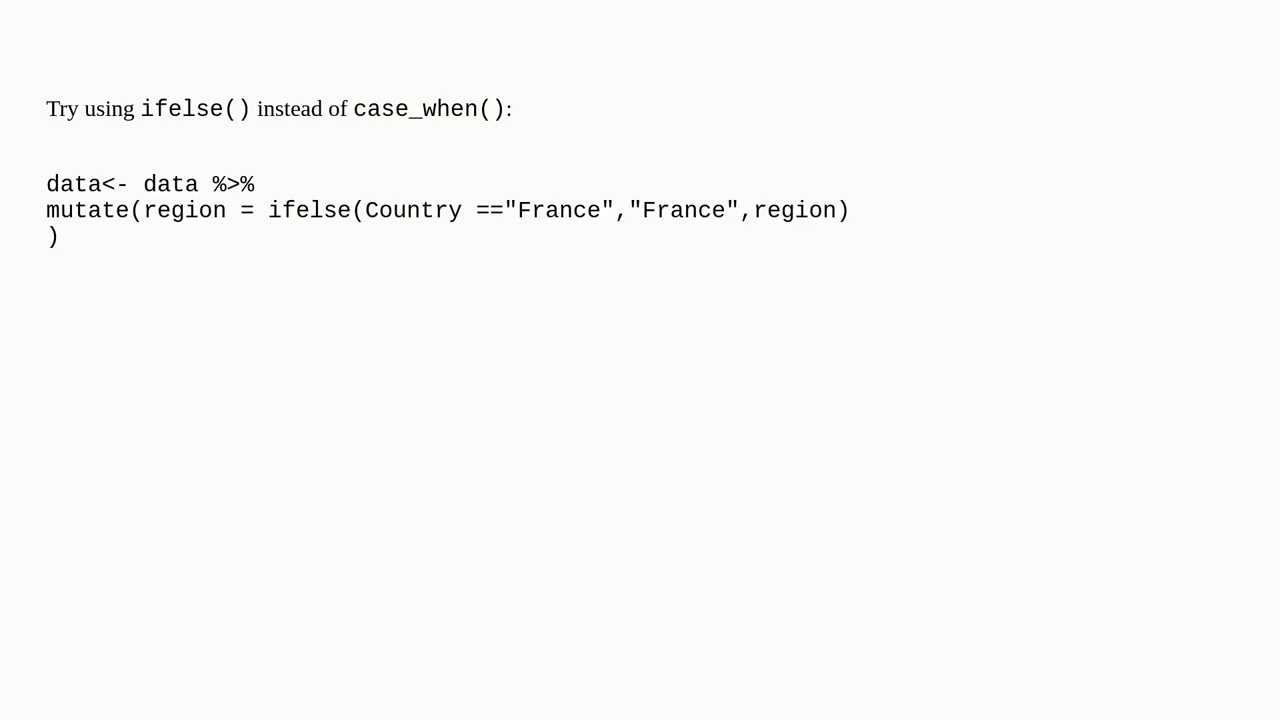 Try using ifelse() instead of case_when():
data<- data %>%
mutate(region = ifelse(Country =="France","France",region)
)